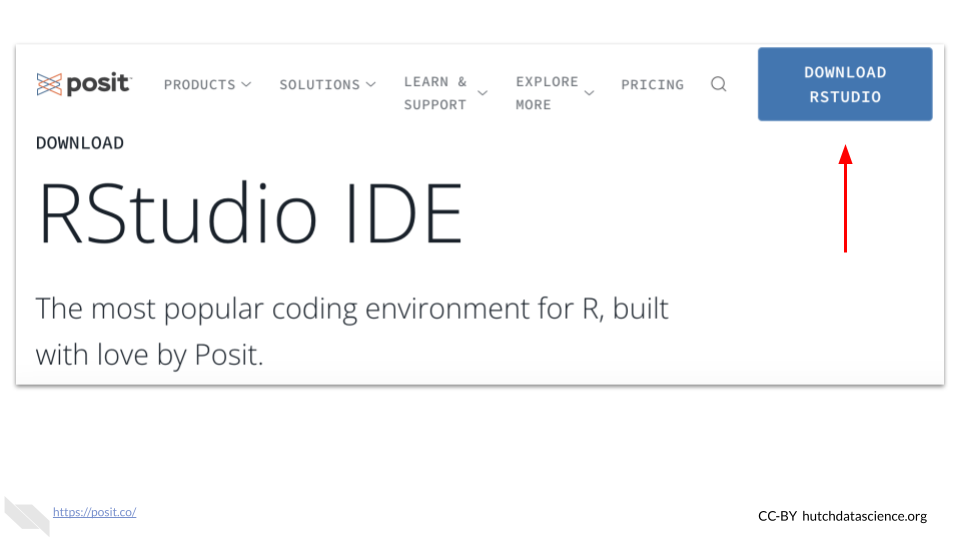 posit
PRODUCTS
SOLUTIONS
LEARN &
SUPPORT
EXPLORE
MORE
PRICING
DOWNLOAD
RSTUDIO
DOWNLOAD
RStudio IDE
The most popular coding environment for R, built
with love by Posit.
https://posit.co/
CC-BY hutchdatascience.org